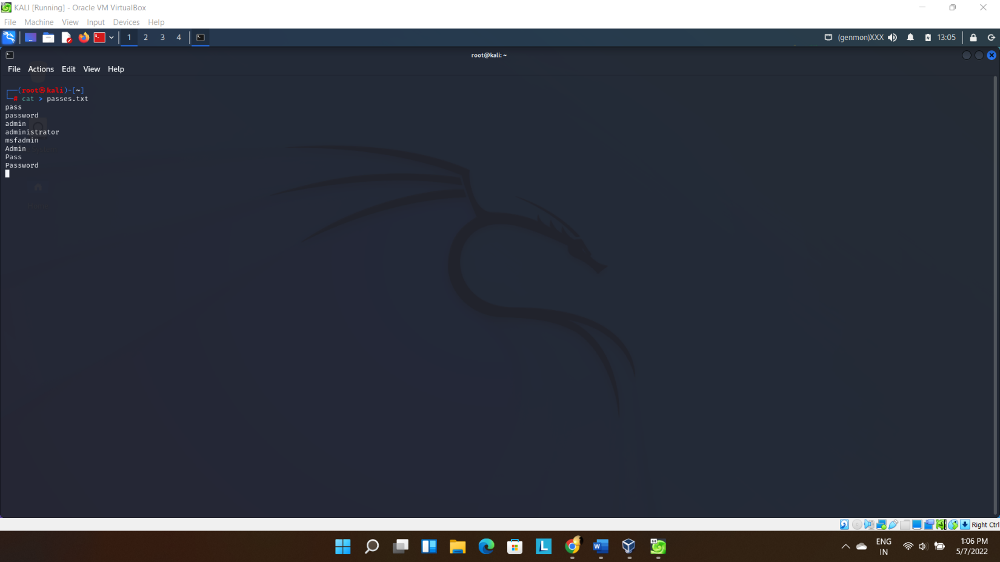 KALI [Running] - Oracle VM VirtualBox
File Machine View Input Devices Help
1 2 3 4 (genmon)XXX 13:05
root@kali: ~
File Actions Edit View Help
┌──(root㉿kali)-[~]
└─# cat > passes.txt
pass
password
admin
administrator
msfadmin
Admin
Pass
Password
Home
Right Ctrl
ENG
IN
1:06 PM
5/7/2022